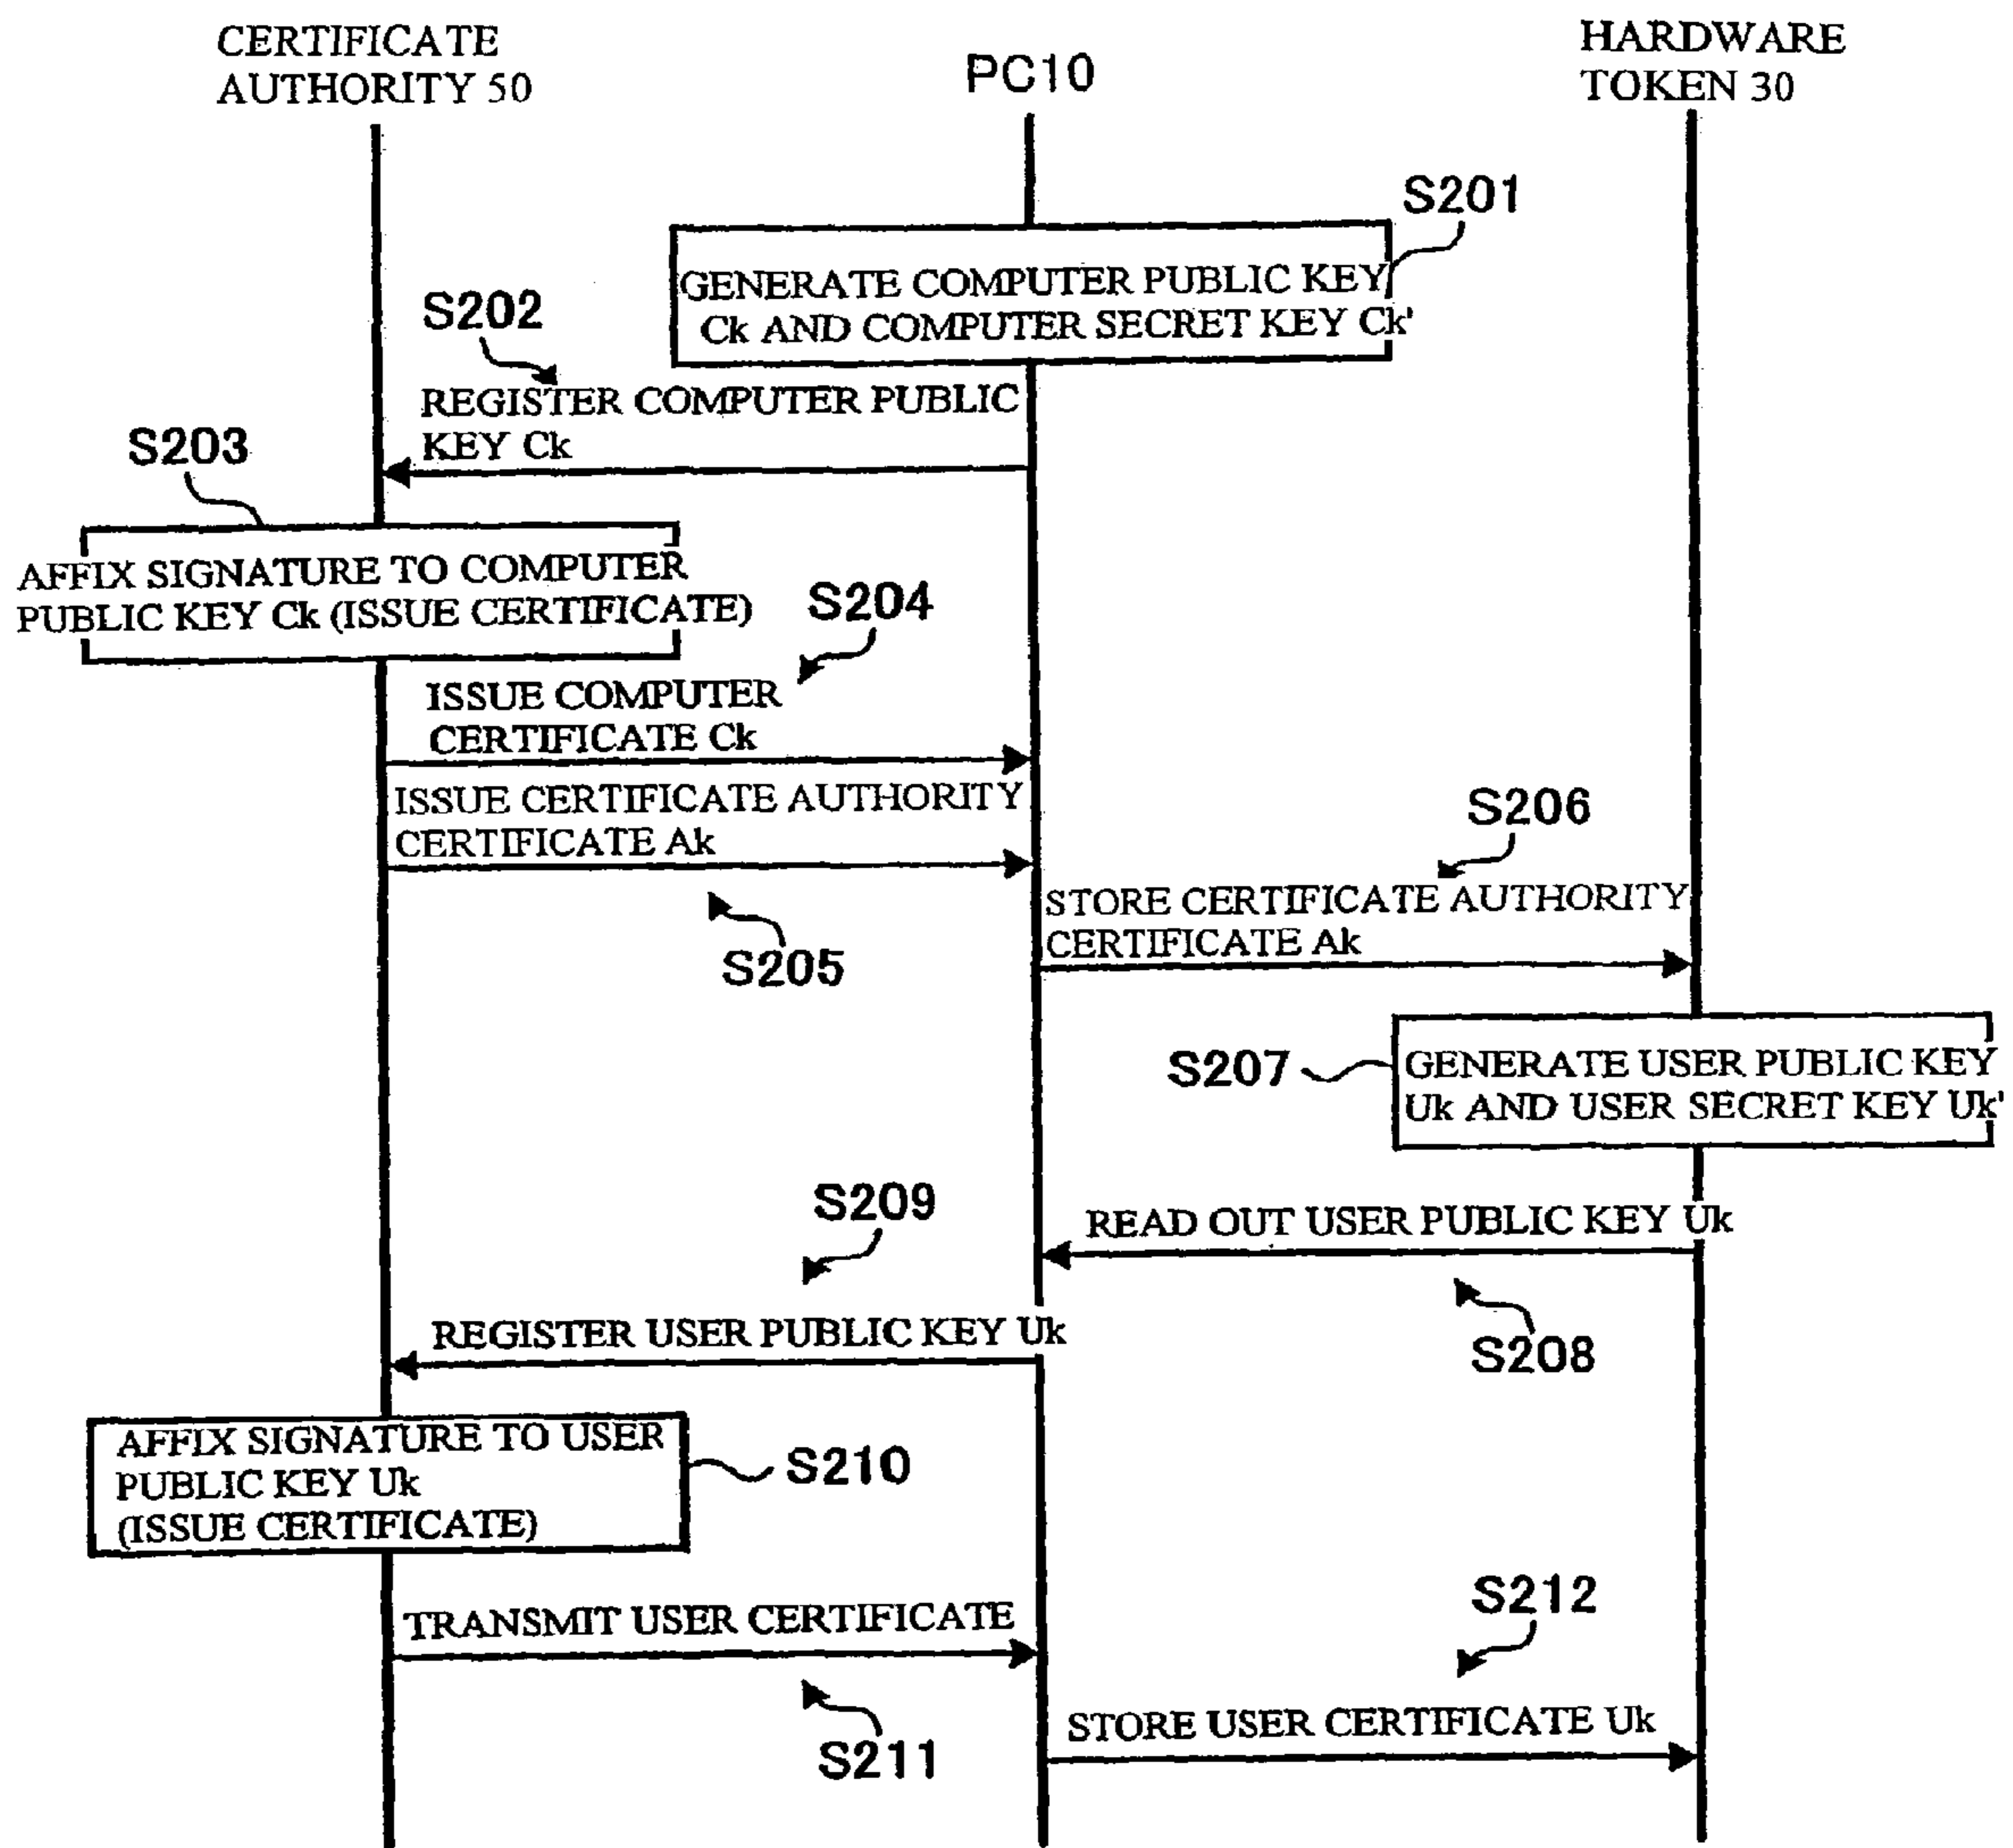 CERTIFICATE
AUTHORITY 50
PC10
HARDWARE
TOKEN 30
S201
GENERATE COMPUTER PUBLIC KEY
Ck AND COMPUTER SECRET KEY Ck'
S202
REGISTER COMPUTER PUBLIC
KEY Ck
S203
AFFIX SIGNATURE TO COMPUTER
PUBLIC KEY Ck (ISSUE CERTIFICATE)
S204
ISSUE COMPUTER
CERTIFICATE Ck
ISSUE CERTIFICATE AUTHORITY
CERTIFICATE Ak
S205
S206
STORE CERTIFICATE AUTHORITY
CERTIFICATE Ak
S207
GENERATE USER PUBLIC KEY
Uk AND USER SECRET KEY Uk'
READ OUT USER PUBLIC KEY Uk
S208
S209
REGISTER USER PUBLIC KEY Uk
AFFIX SIGNATURE TO USER
PUBLIC KEY Uk
(ISSUE CERTIFICATE)
S210
TRANSMIT USER CERTIFICATE
S211
S212
STORE USER CERTIFICATE Uk